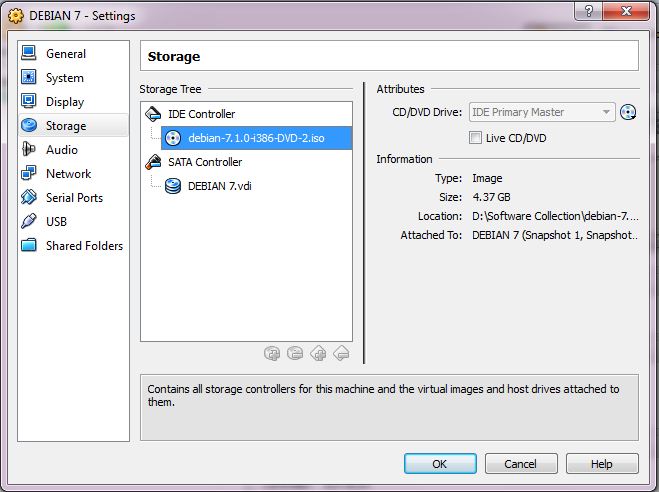 DEBIAN 7 - Settings
General
System
Display
Storage
Audio
Network
Serial Ports
USB
Shared Folders
Storage
Storage Tree
IDE Controller
debian-7.1.0-i386-DVD-2.iso
SATA Controller
DEBIAN 7.vdi
Attributes
CD/DVD Drive: IDE Primary Master
Live CD/DVD
Information
Type: Image
Size: 4.37 GB
Location: D:\Software Collection\debian-7....
Attached To: DEBIAN 7 (Snapshot 1, Snapshot...
Contains all storage controllers for this machine and the virtual images and host drives attached to
them.
OK Cancel Help